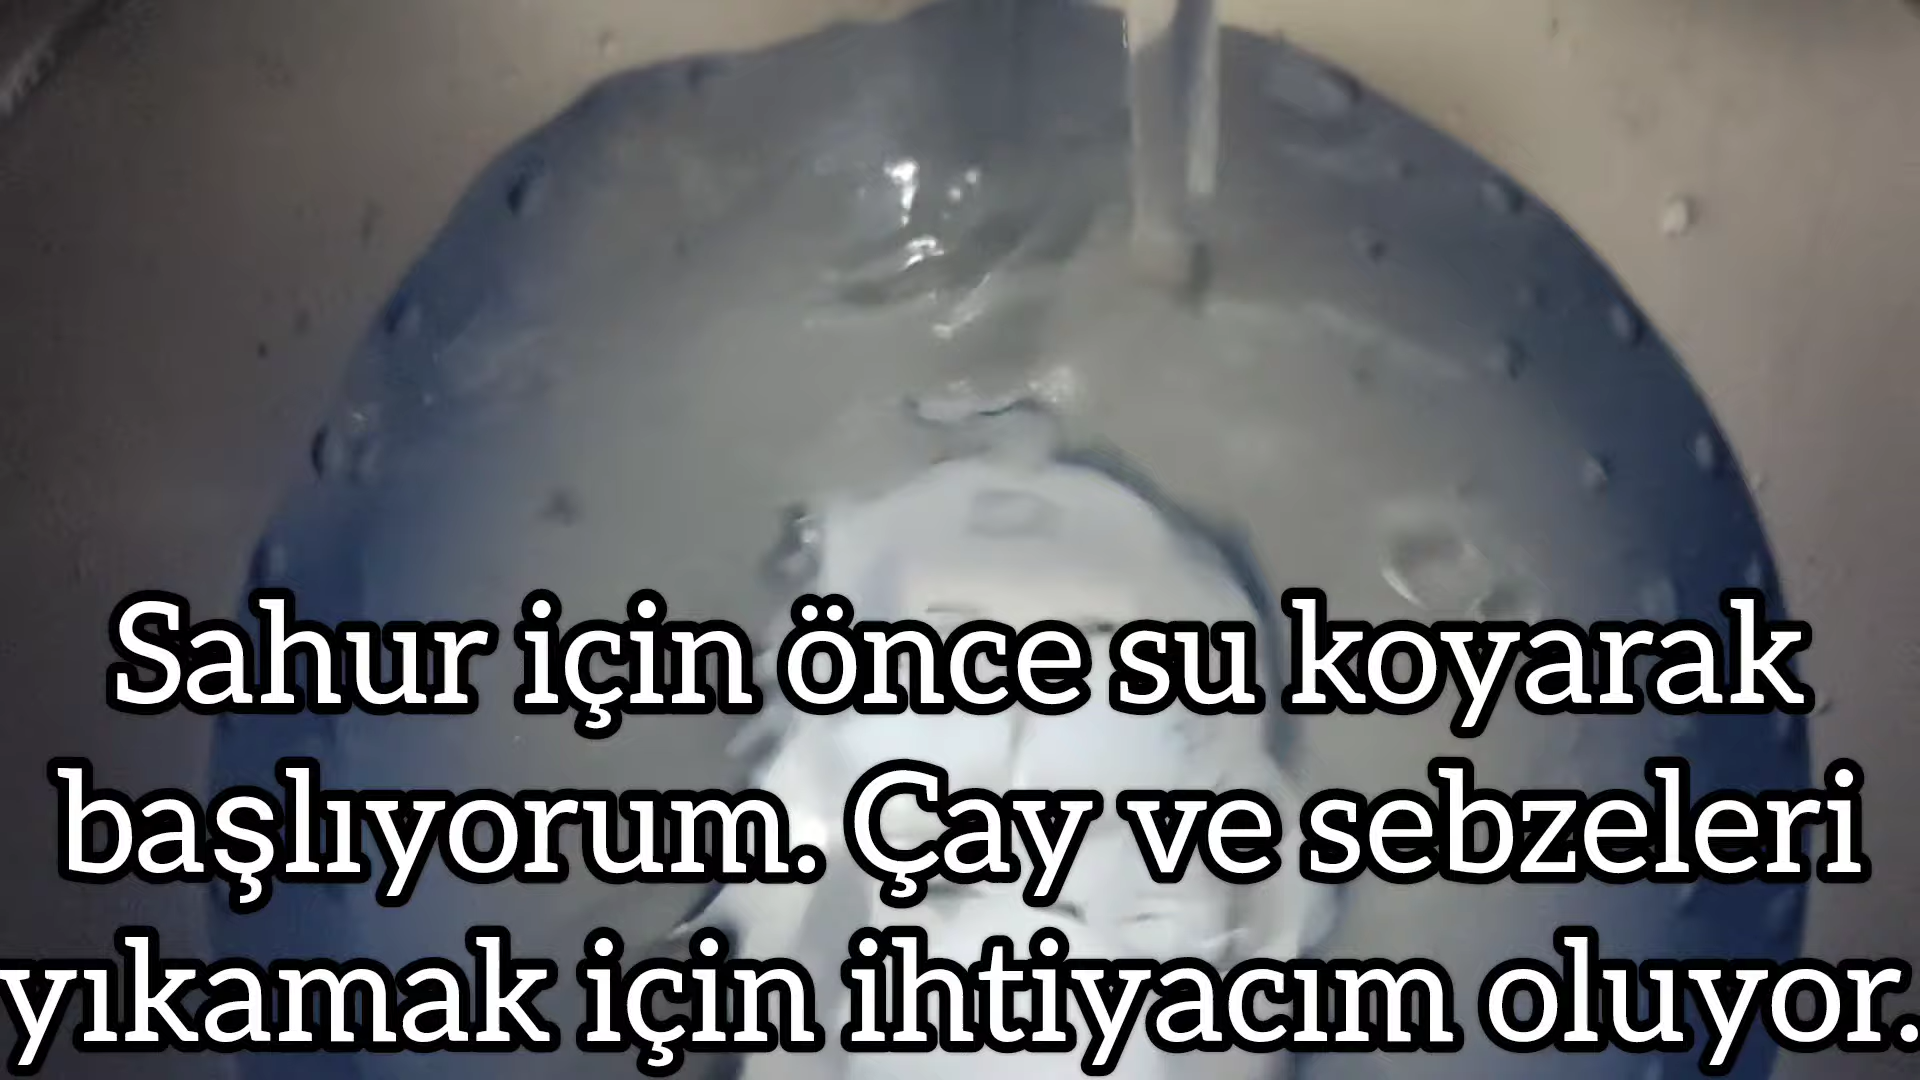 Sahur için önce su koyarak
başlıyorum. Çay ve sebzeleri
yıkamak için ihtiyacım oluyor.